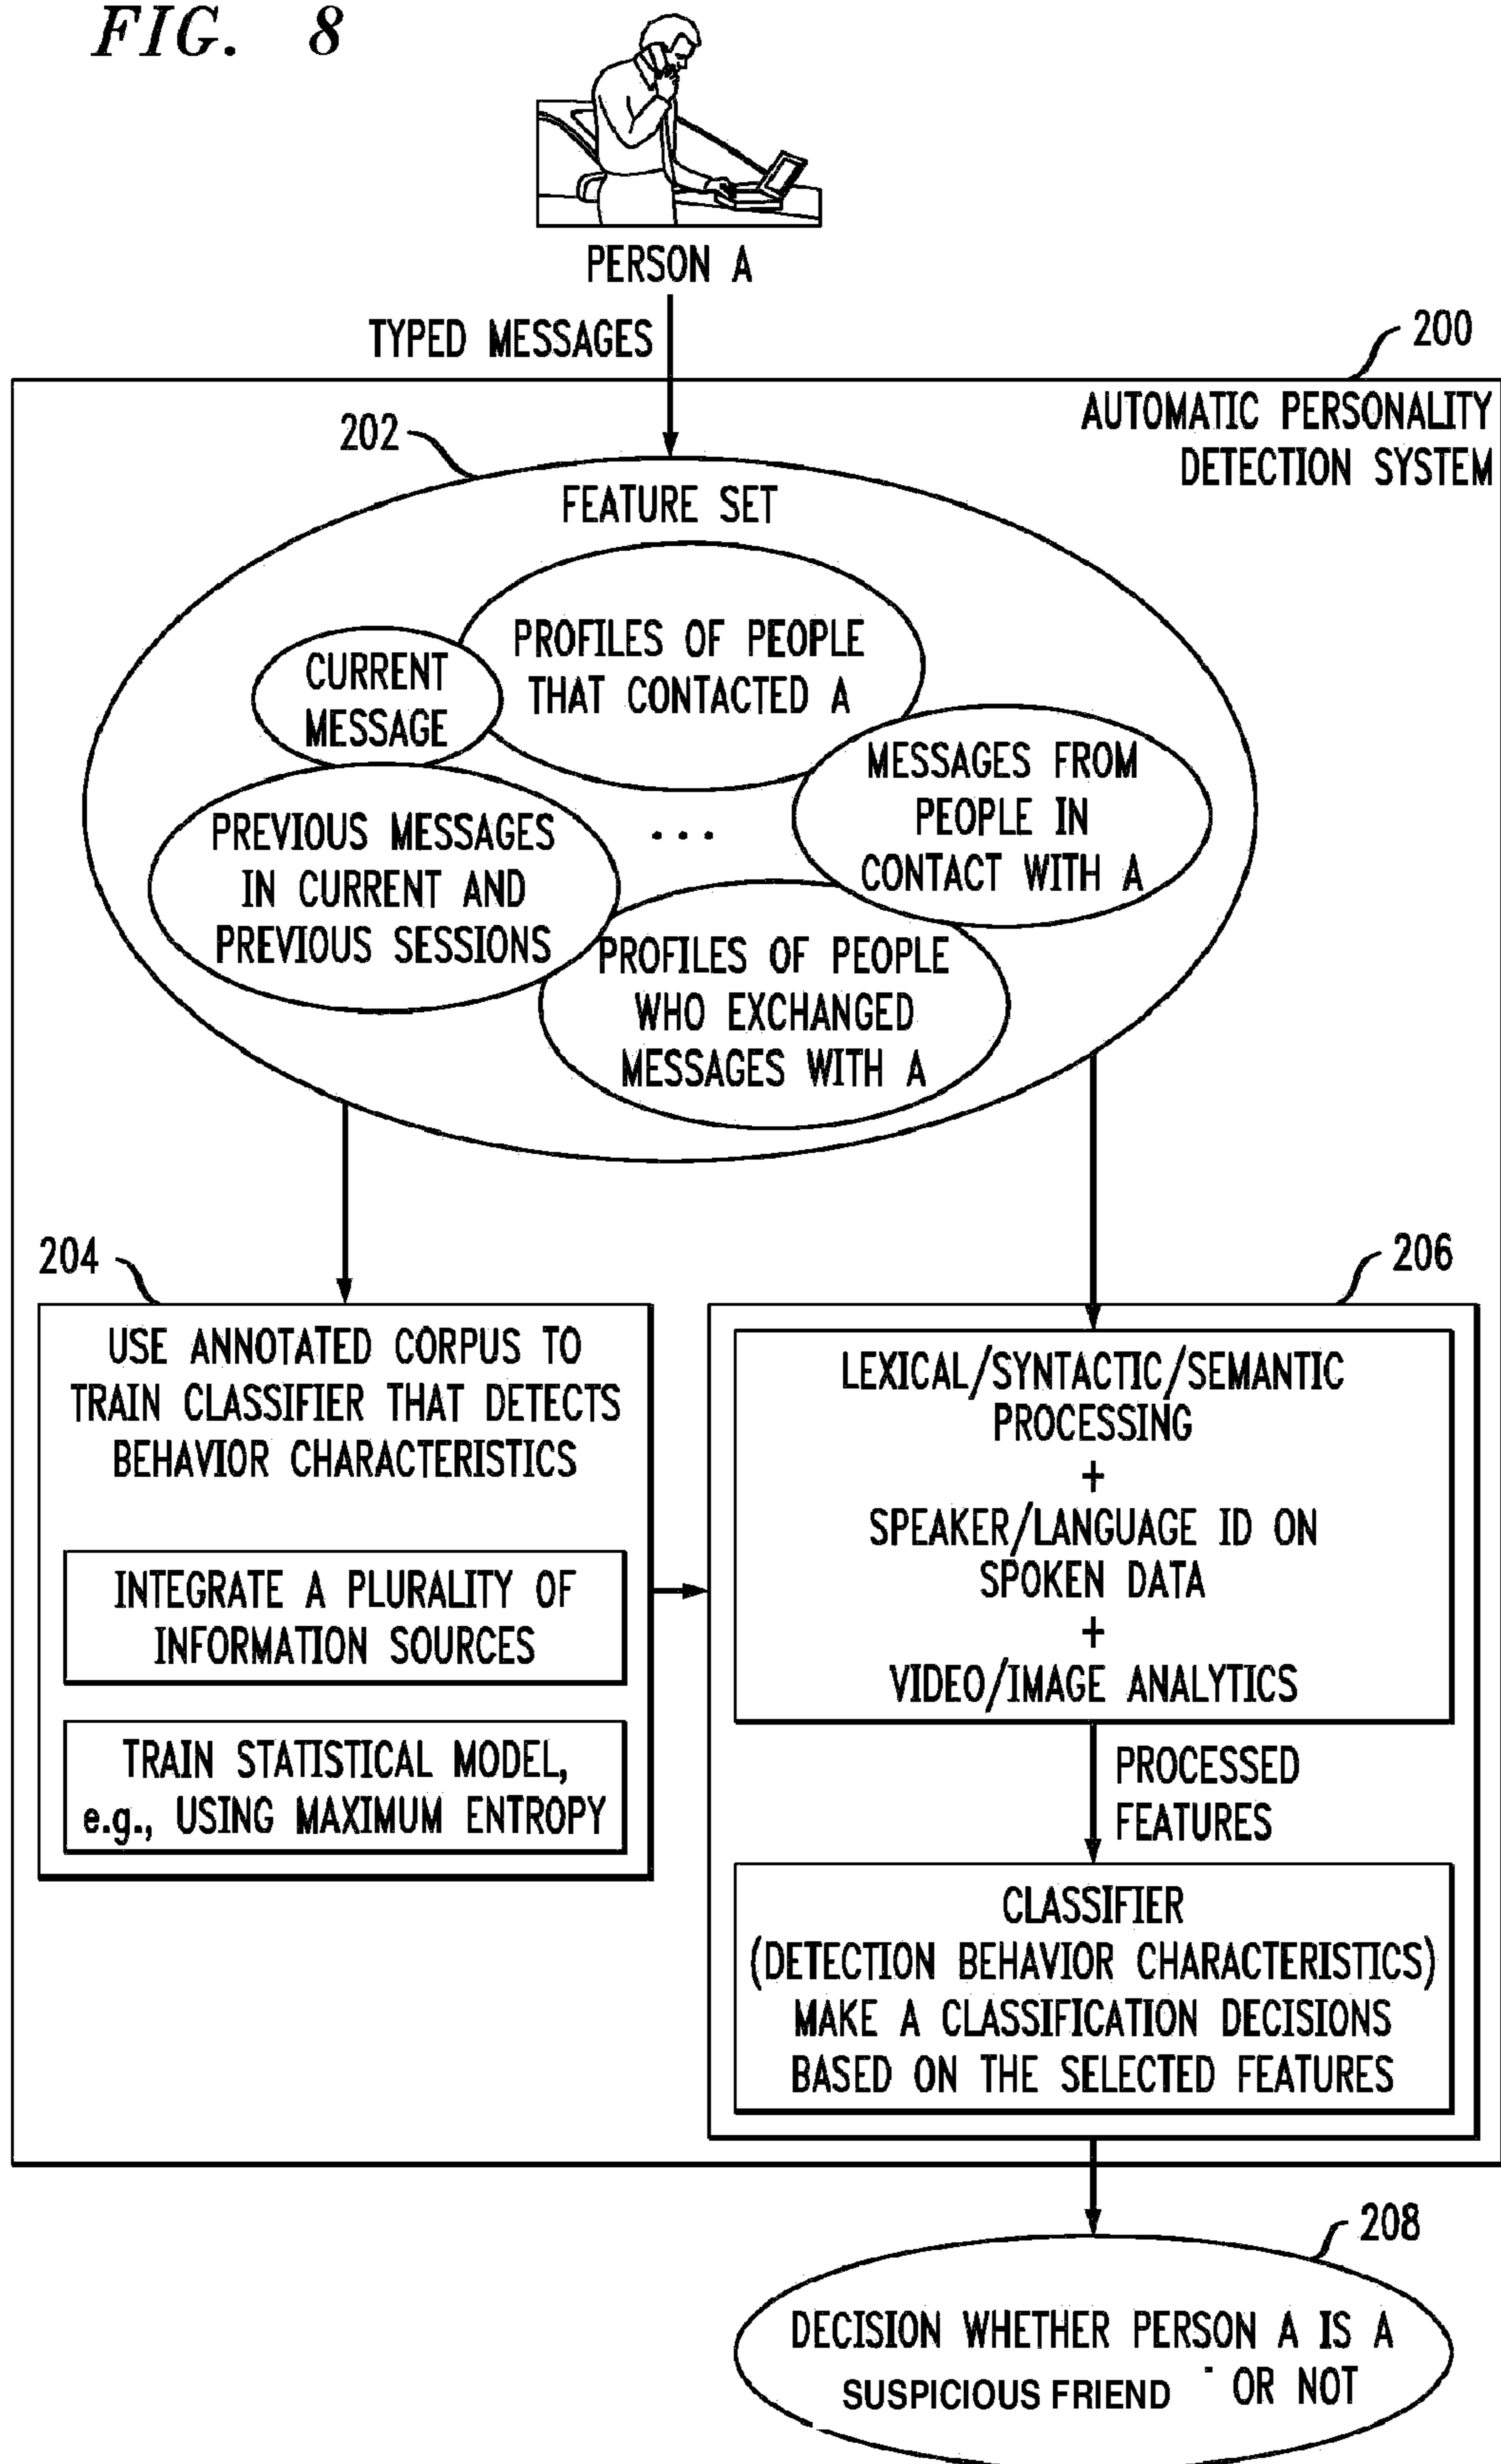 FIG. 8
PERSON A
TYPED MESSAGES
200
AUTOMATIC PERSONALITY
DETECTION SYSTEM
202
FEATURE SET
PROFILES OF PEOPLE
THAT CONTACTED A
CURRENT
MESSAGE
MESSAGES FROM
PEOPLE IN
CONTACT WITH A
PREVIOUS MESSAGES
IN CURRENT AND
PREVIOUS SESSIONS
...
PROFILES OF PEOPLE
WHO EXCHANGED
MESSAGES WITH A
204
USE ANNOTATED CORPUS TO
TRAIN CLASSIFIER THAT DETECTS
BEHAVIOR CHARACTERISTICS
INTEGRATE A PLURALITY OF
INFORMATION SOURCES
TRAIN STATISTICAL MODEL,
e.g., USING MAXIMUM ENTROPY
206
LEXICAL/SYNTACTIC/SEMANTIC
PROCESSING
+
SPEAKER/LANGUAGE ID ON
SPOKEN DATA
+
VIDEO/IMAGE ANALYTICS
PROCESSED
FEATURES
CLASSIFIER
(DETECTION BEHAVIOR CHARACTERISTICS)
MAKE A CLASSIFICATION DECISIONS
BASED ON THE SELECTED FEATURES
208
DECISION WHETHER PERSON A IS A
SUSPICIOUS FRIEND OR NOT